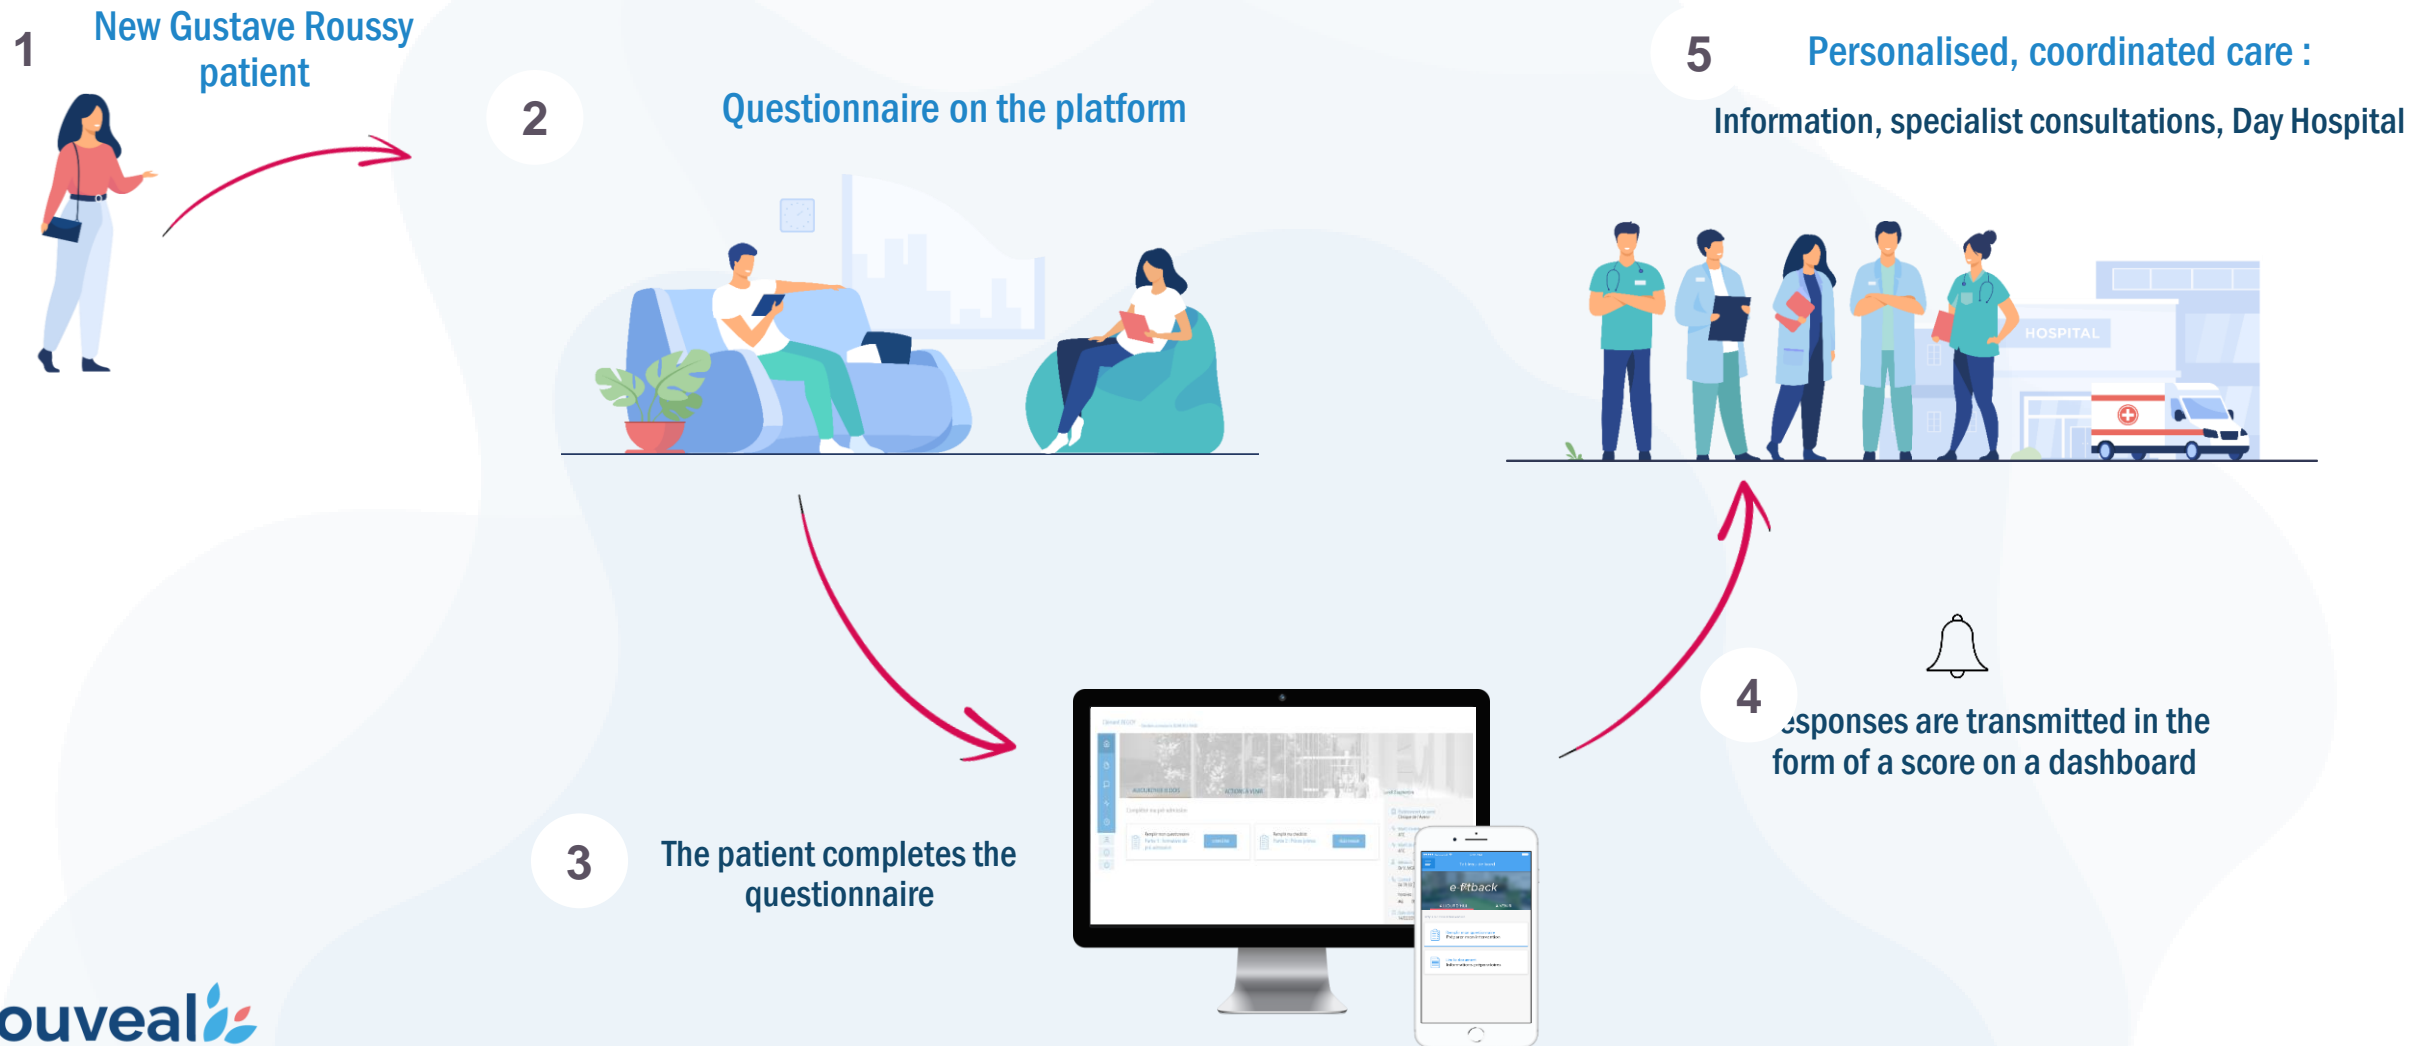 1
New Gustave Roussy
patient
2
Questionnaire on the platform
3
The patient completes the
questionnaire
4
esponses are transmitted in the
form of a score on a dashboard
5
Personalised, coordinated care :
Information, specialist consultations, Day Hospital
HOSPITAL
e-fitback
ouveal